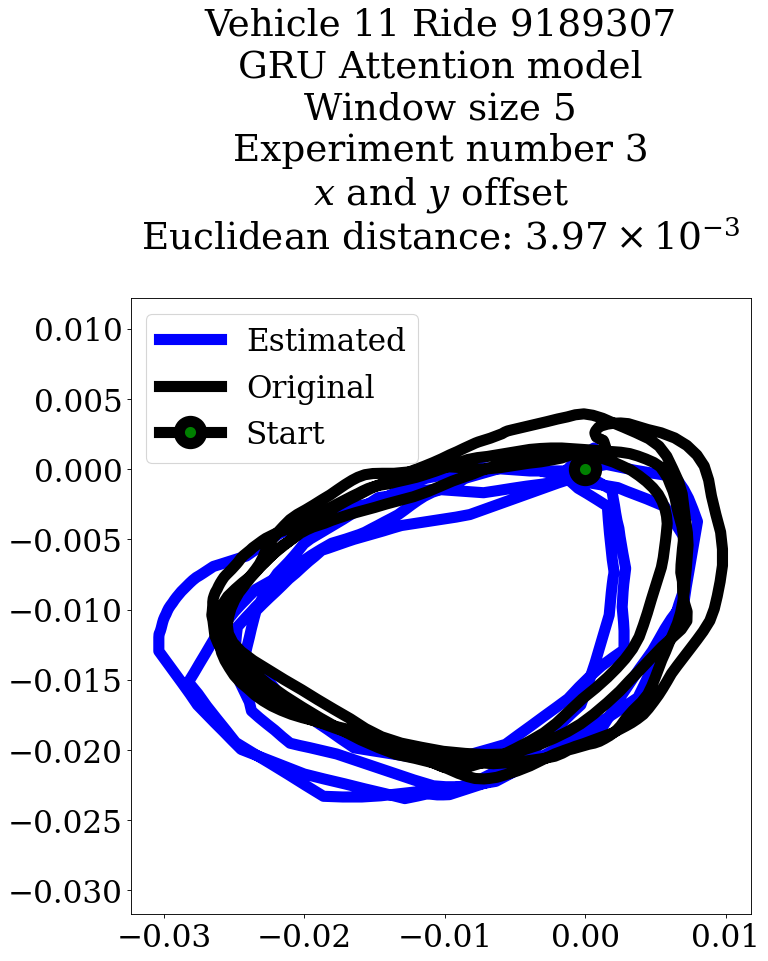 Vehicle 11 Ride 9189307
GRU Attention model
Window size 5
Experiment number 3
x and y offset
Euclidean distance: 3.97 × 10⁻³
Estimated
Original
Start
0.010
0.005
0.000
−0.005
−0.010
−0.015
−0.020
−0.025
−0.030
−0.03 −0.02 −0.01 0.00 0.01